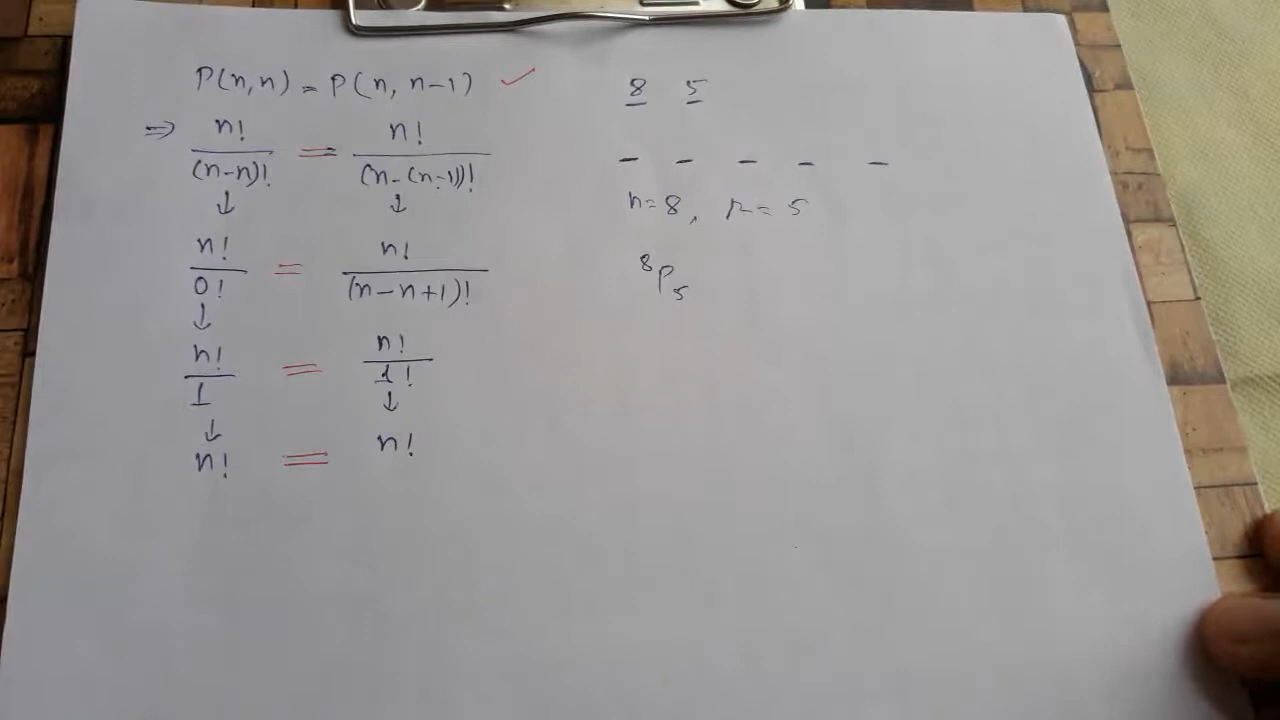 P(n,n) = P(n, n-1) ✓
⇒ n!/(n-n)! = n!/(n-(n-1))!
↓ ↓
n!/0! = n!/(n-n+1)!
↓
n!/1 = n!/1!
↓ ↓
n! = n!
8 5
- - - - -
n=8, r=5
⁸P₅